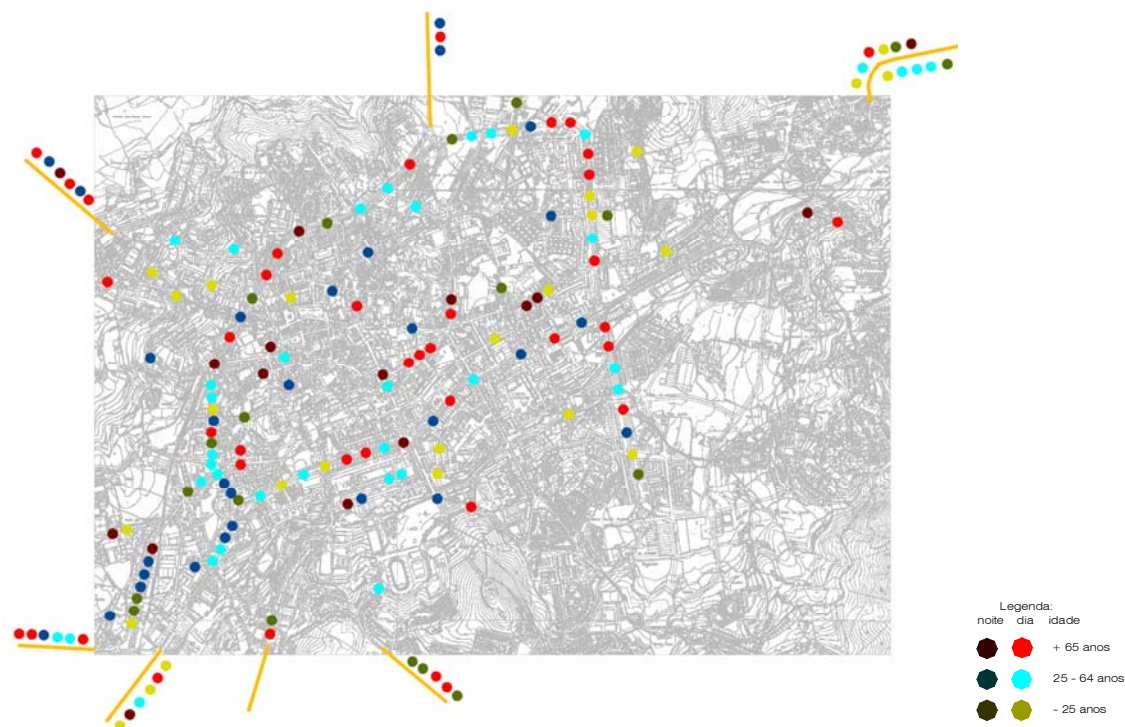 Legenda:
noite dia idade
+ 65 anos
25 - 64 anos
- 25 anos